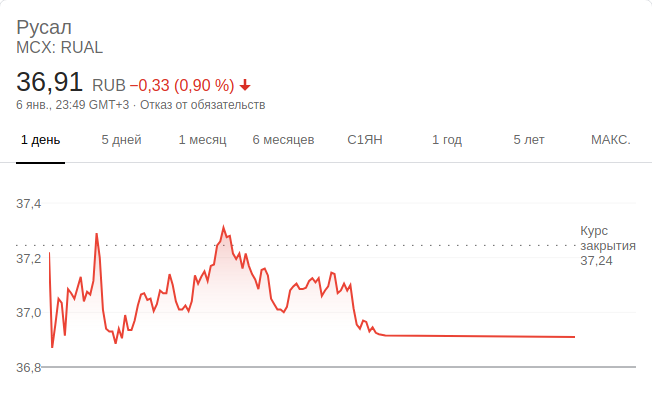 Русал
MCX: RUAL
36,91 RUB −0,33 (0,90 %)
6 янв., 23:49 GMT+3 · Отказ от обязательств
1 день 5 дней 1 месяц 6 месяцев С1ЯН 1 год 5 лет МАКС.
37,4
Курс
закрытия
37,24
37,2
37,0
36,8